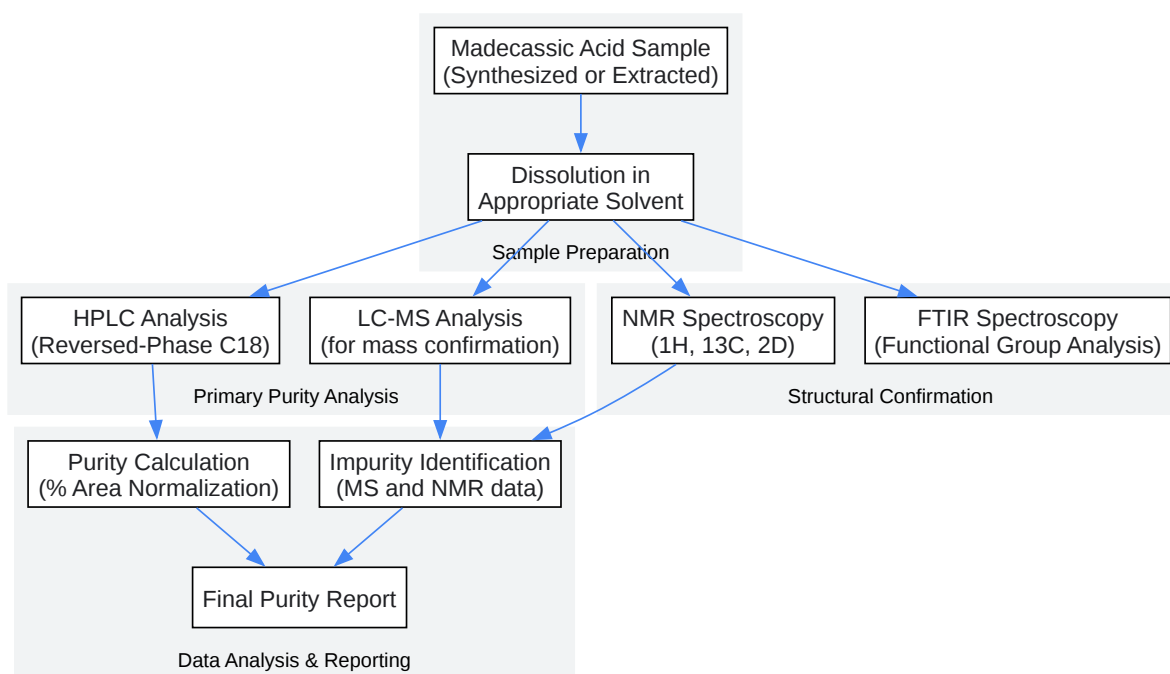 Madecassic Acid Sample
(Synthesized or Extracted)
Dissolution in
Appropriate Solvent
Sample Preparation
HPLC Analysis
(Reversed-Phase C18)
LC-MS Analysis
(for mass confirmation)
NMR Spectroscopy
(1H, 13C, 2D)
FTIR Spectroscopy
(Functional Group Analysis)
Primary Purity Analysis
Structural Confirmation
Purity Calculation
(% Area Normalization)
Impurity Identification
(MS and NMR data)
Final Purity Report
Data Analysis & Reporting